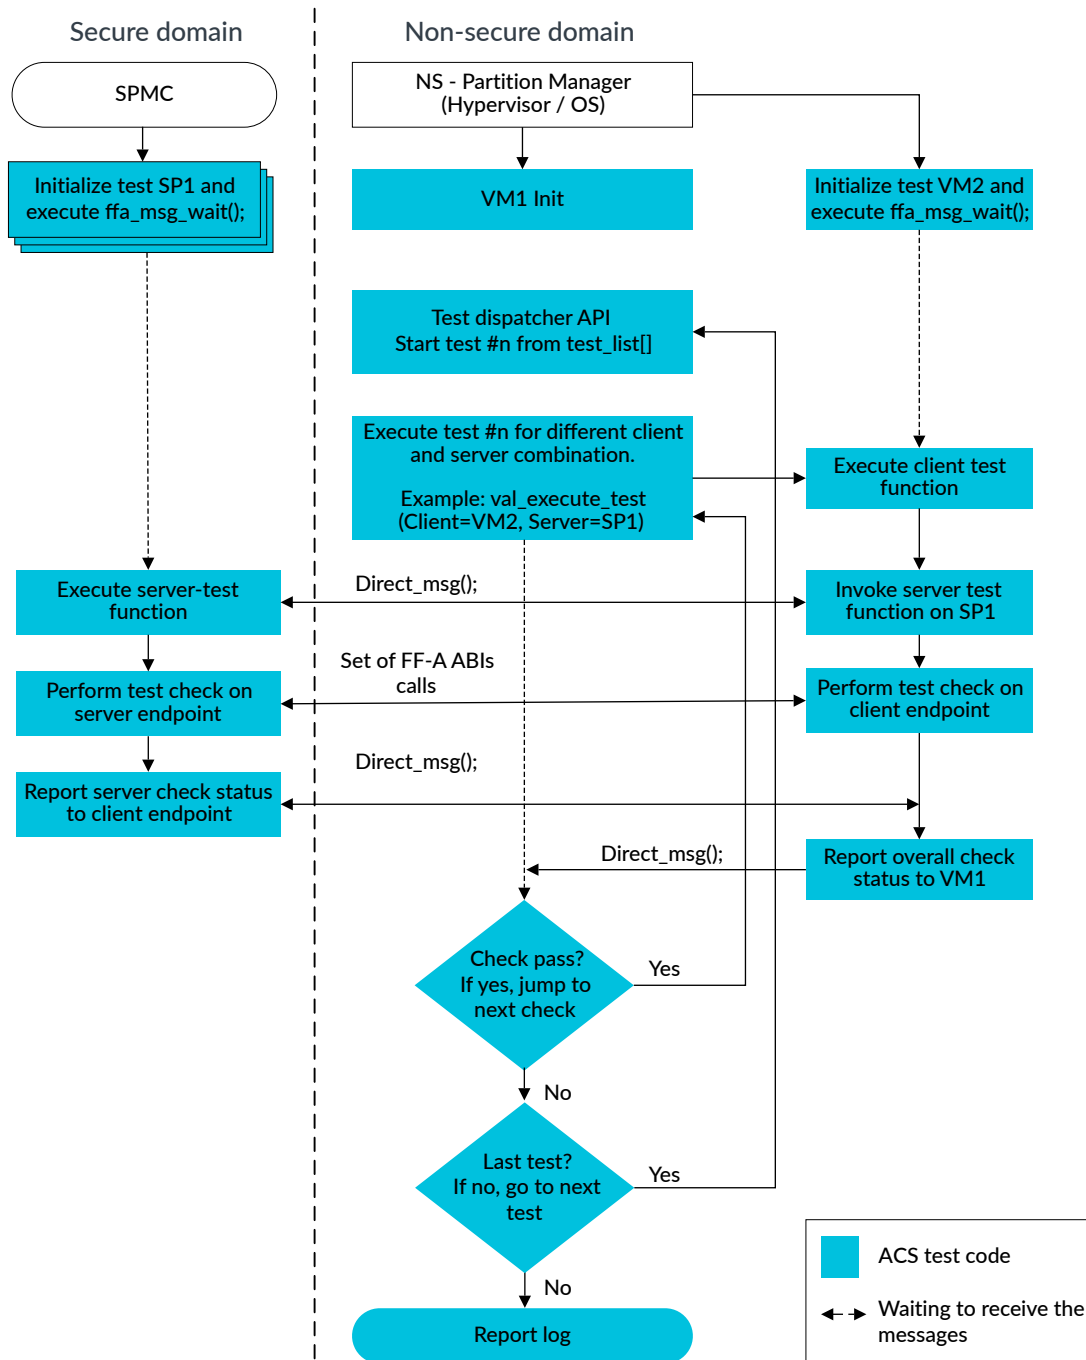 Secure domain
Non-secure domain
SPMC
NS - Partition Manager
(Hypervisor / OS)
Initialize test SP1 and
execute ffa_msg_wait();
VM1 Init
Initialize test VM2 and
execute ffa_msg_wait();
Test dispatcher API
Start test #n from test_list[]
Execute test #n for different client
and server combination.
Example: val_execute_test
(Client=VM2, Server=SP1)
Execute client test
function
Execute server-test
function
Direct_msg();
Invoke server test
function on SP1
Set of FF-A ABIs
calls
Perform test check on
server endpoint
Perform test check on
client endpoint
Direct_msg();
Report server check status
to client endpoint
Direct_msg();
Report overall check
status to VM1
Check pass?
If yes, jump to
next check
Yes
No
Last test?
If no, go to next
test
Yes
No
Report log
ACS test code
Waiting to receive the
messages